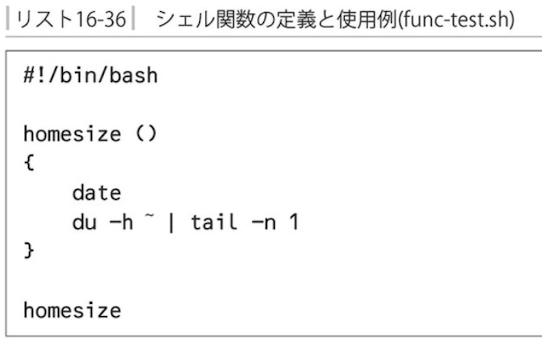 リスト16-36 シェル関数の定義と使用例(func-test.sh)
#!/bin/bash
homesize ()
{
    date
    du -h ~ | tail -n 1
}
homesize